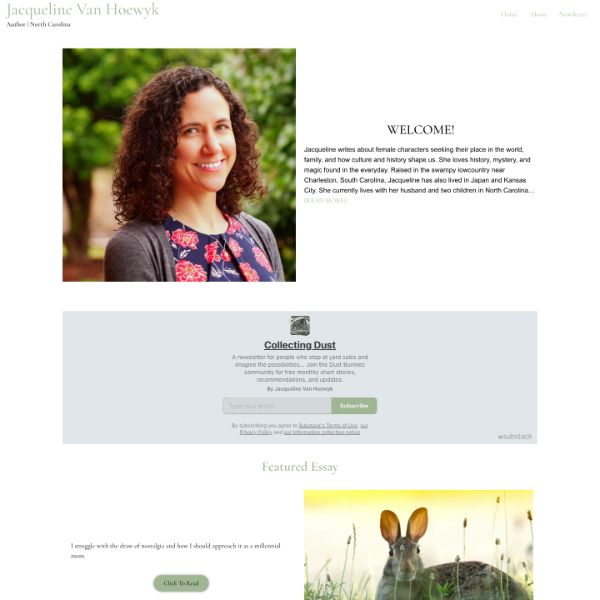 Jacqueline Van Hoewyk
Author | North Carolina
Home About Newsletter
WELCOME!
Jacqueline writes about female characters seeking their place in the world,
family, and how culture and history shape us. She loves history, mystery, and
magic found in the everyday. Raised in the swampy lowcountry near
Charleston, South Carolina, Jacqueline has also lived in Japan and Kansas
City. She currently lives with her husband and two children in North Carolina...
(READ MORE)
Collecting Dust
A newsletter for people who stop at yard sales and
imagine the possibilities... Join the Dust Bunnies
community for free monthly short stories,
recommendations, and updates.
By Jacqueline Van Hoewyk
Type your email...
Subscribe
By subscribing you agree to Substack's Terms of Use, our
Privacy Policy and our Information collection notice
substack
Featured Essay
I struggle with the draw of nostalgia and how I should approach it as a millennial
mom.
Click To Read